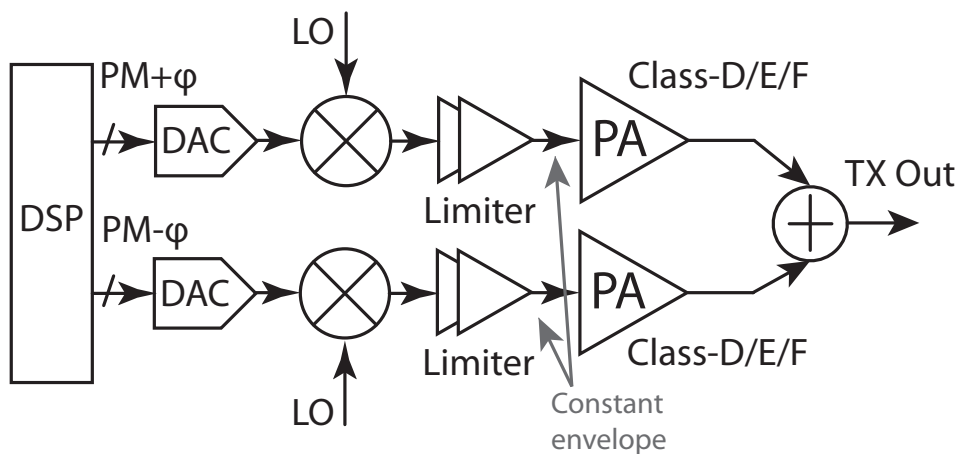 LO
PM+φ
Class-D/E/F
DAC
PA
Limiter
TX Out
DSP
PM-φ
DAC
PA
Limiter
Class-D/E/F
LO
Constant
envelope